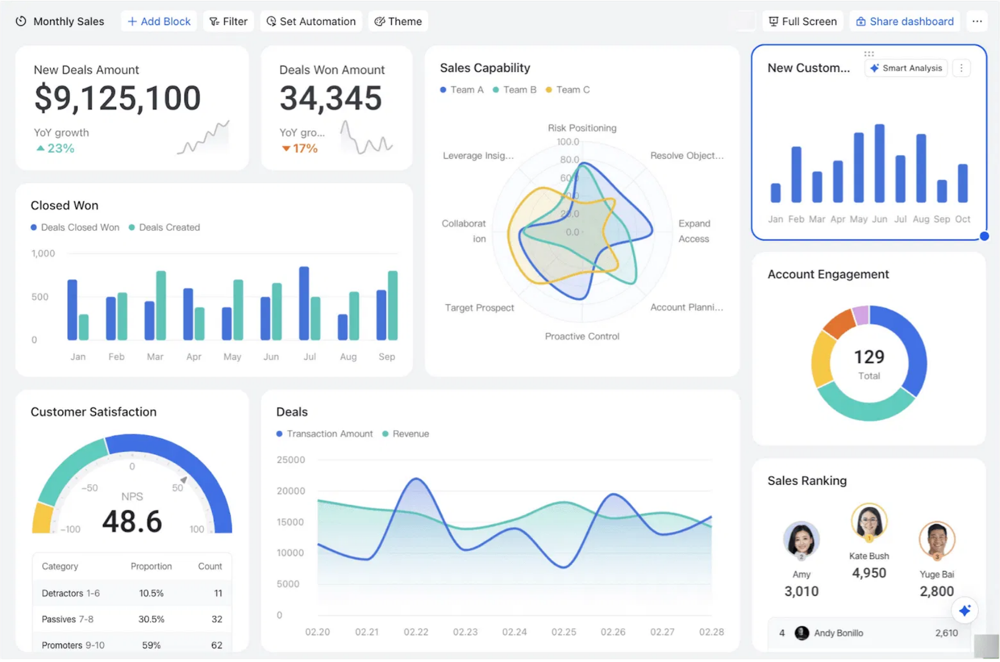 Monthly Sales
Add Block
Filter
Set Automation
Theme
Full Screen
Share dashboard
New Deals Amount
$9,125,100
YoY growth
23%
Deals Won Amount
34,345
YoY gro...
17%
Closed Won
Deals Closed Won
Deals Created
1,000
500
0
Jan Feb Mar Apr May Jun Jul Aug Sep
Sales Capability
Team A
Team B
Team C
Risk Positioning
100.0
80.0
60.0
40.0
20.0
0.0
Leverage Insig...
Resolve Object...
Collaborat
ion
Expand
Access
Target Prospect
Account Planni...
Proactive Control
New Custom...
Smart Analysis
Jan Feb Mar Apr May Jun Jul Aug Sep Oct
Account Engagement
129
Total
Customer Satisfaction
0
-50
50
NPS
48.6
-100
100
Category Proportion Count
Detractors 1-6 10.5% 11
Passives 7-8 30.5% 32
Promoters 9-10 59% 62
Deals
Transaction Amount
Revenue
25000
20000
15000
10000
5000
0
02.20 02.21 02.22 02.23 02.24 02.25 02.26 02.27 02.28
Sales Ranking
1
2
3
Kate Bush
4,950
Amy
3,010
Yuge Bai
2,800
4 Andy Bonillo 2,610